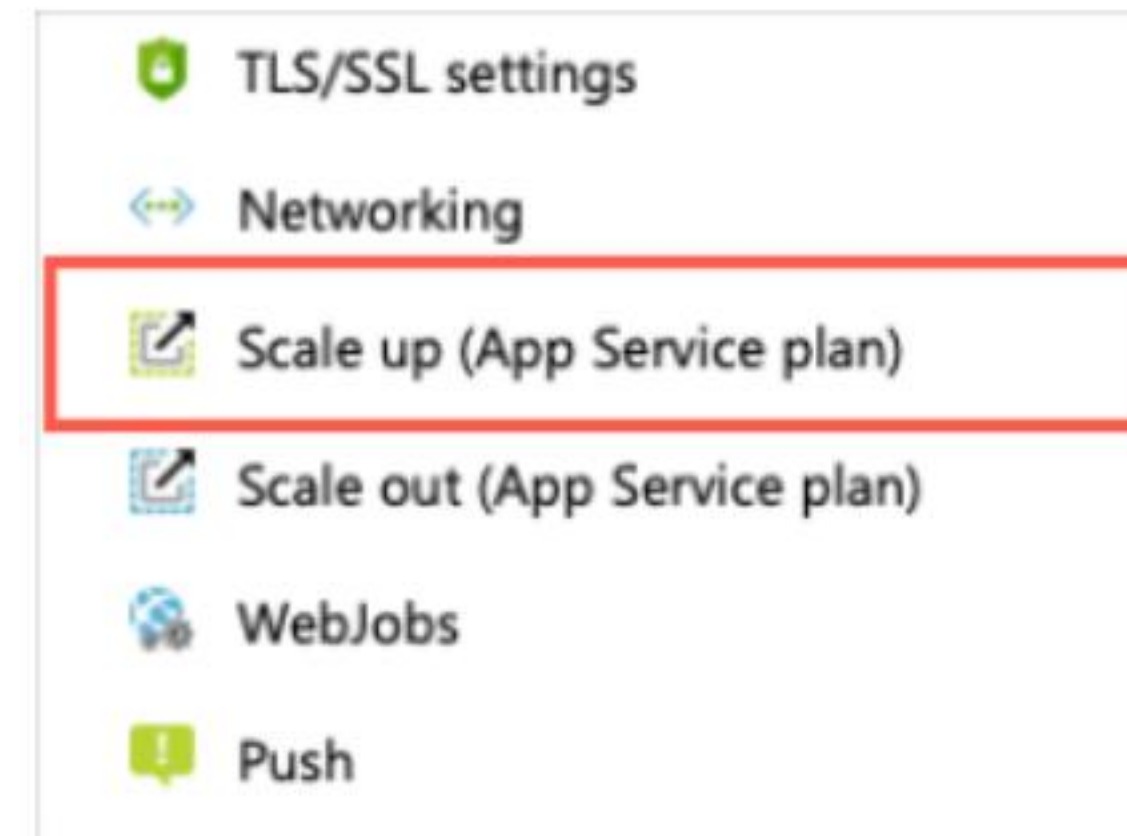 TLS/SSL settings
Networking
Scale up (App Service plan)
Scale out (App Service plan)
WebJobs
Push